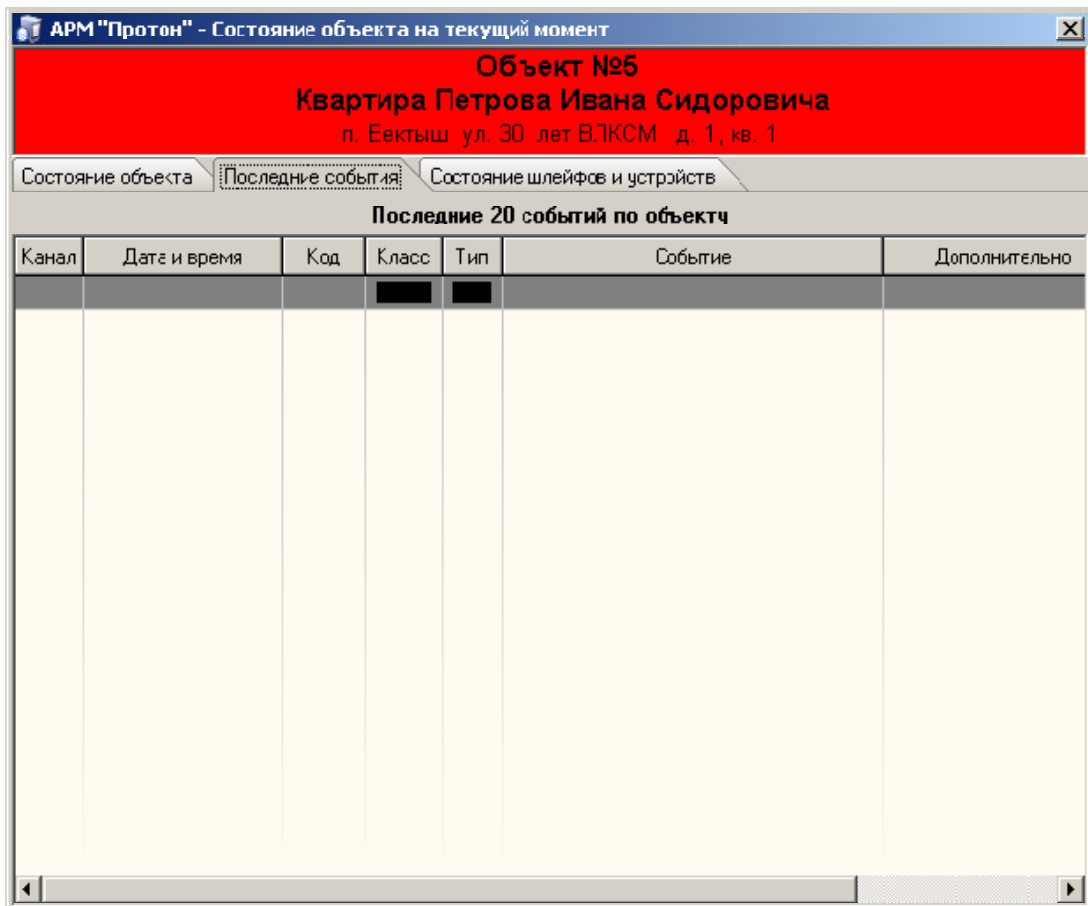 АРМ "Протон" - Состояние объекта на текущий момент
Объект №5
Квартира Петрова Ивана Сидоровича
п. Еектыш ул. 30 лет ВЛКСМ д. 1, кв. 1
Состояние объекта Последние события Состояние шлейфов и устройств
Последние 20 событий по объекту
Канал Дата и время Код Класс Тип Событие Дополнительно